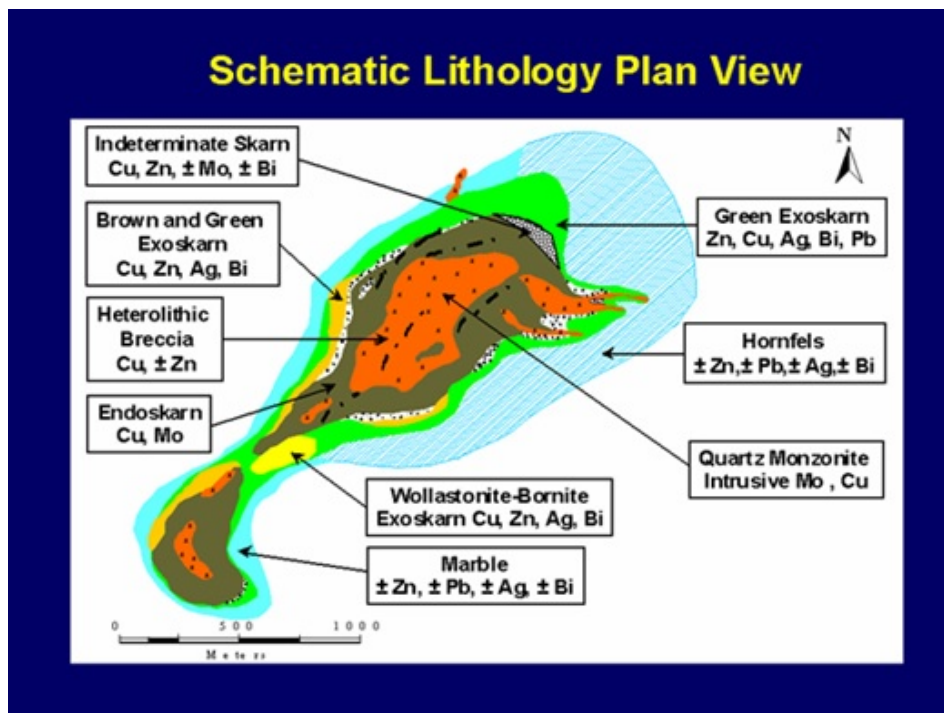 Schematic Lithology Plan View
Indeterminate Skarn
Cu, Zn, ± Mo, ± Bi
N
Brown and Green
Exoskarn
Cu, Zn, Ag, Bi
Green Exoskarn
Zn, Cu, Ag, Bi, Pb
Heterolithic
Breccia
Cu, ± Zn
Hornfels
± Zn,± Pb,± Ag,± Bi
Endoskarn
Cu, Mo
Quartz Monzonite
Intrusive Mo , Cu
Wollastonite-Bornite
Exoskarn Cu, Zn, Ag, Bi
Marble
± Zn, ± Pb, ± Ag, ± Bi
0 500 1000
Meters